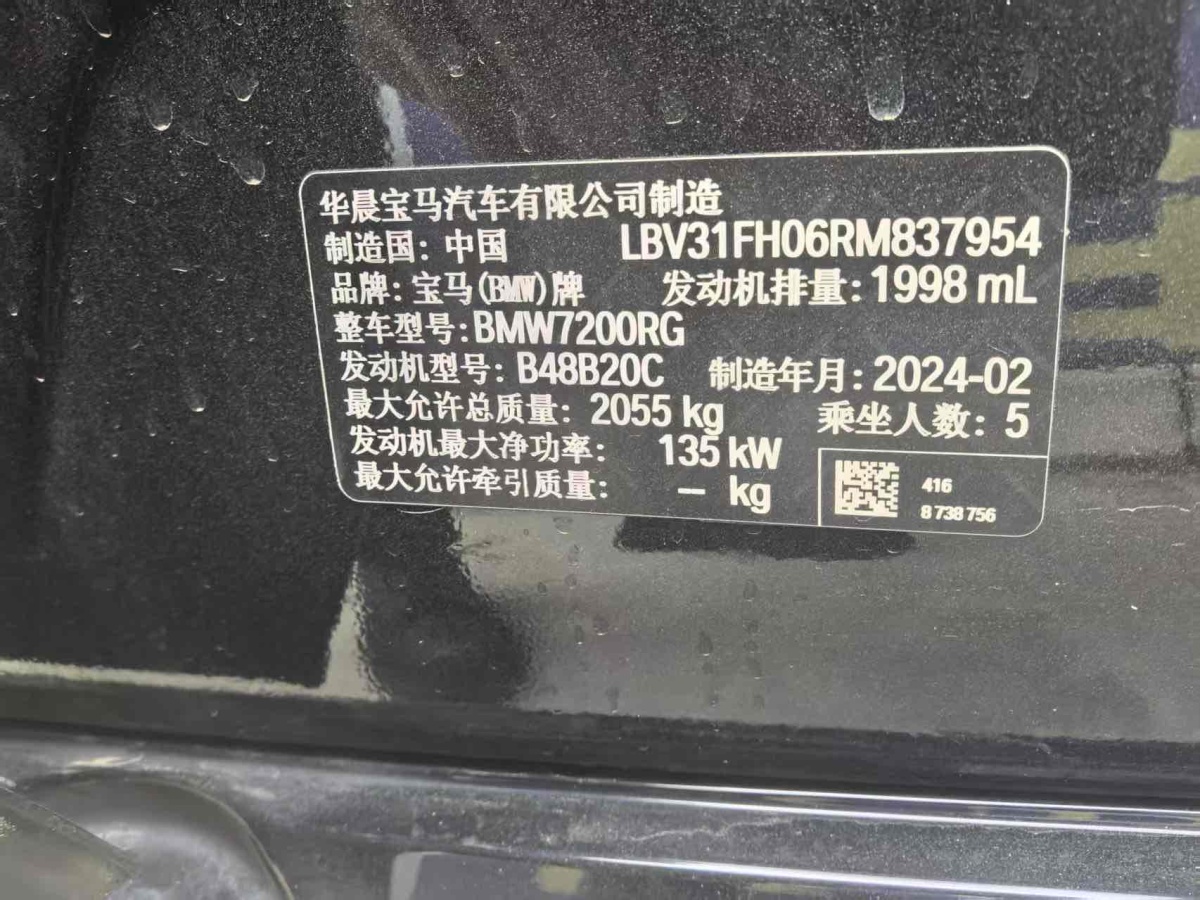 华晨宝马汽车有限公司制造
制造国：中国 LBV31FH06RM837954
品牌：宝马(BMW)牌 发动机排量：1998 mL
整车型号：BMW7200RG
发动机型号：B48B20C 制造年月：2024-02
最大允许总质量：2055 kg 乘坐人数：5
发动机最大净功率：135 kW
最大允许牵引质量：-- kg
416
8 738 756